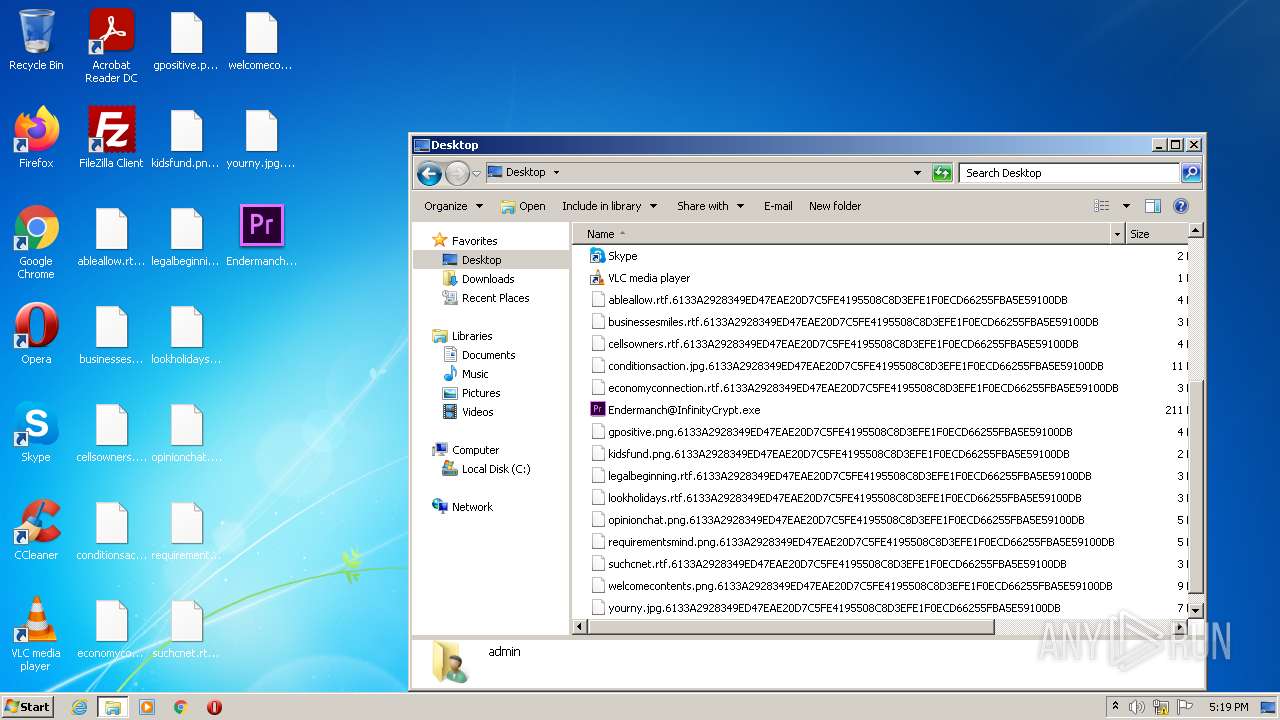 Recycle Bin
Acrobat
Reader DC
gpositive.p...
welcomeco...
Firefox
FileZilla Client
kidsfund.pn...
yourny.jpg....
Google
Chrome
ableallow.rt...
legalbeginni...
Endermanch...
Opera
businesses...
lookholidays...
Skype
cellsowners....
opinionchat....
CCleaner
conditionsac...
requirement...
VLC media
player
economyco...
suchcnet.rt...
Desktop
Desktop
Search Desktop
Organize
Open
Include in library
Share with
E-mail
New folder
Favorites
Desktop
Downloads
Recent Places
Libraries
Documents
Music
Pictures
Videos
Computer
Local Disk (C:)
Network
Name
Size
Skype 2
VLC media player 1
ableallow.rtf.6133A2928349ED47EAE20D7C5FE4195508C8D3EFE1F0ECD66255FBA5E59100DB 4
businessesmiles.rtf.6133A2928349ED47EAE20D7C5FE4195508C8D3EFE1F0ECD66255FBA5E59100DB 3
cellsowners.rtf.6133A2928349ED47EAE20D7C5FE4195508C8D3EFE1F0ECD66255FBA5E59100DB 4
conditionsaction.jpg.6133A2928349ED47EAE20D7C5FE4195508C8D3EFE1F0ECD66255FBA5E59100DB 11
economyconnection.rtf.6133A2928349ED47EAE20D7C5FE4195508C8D3EFE1F0ECD66255FBA5E59100DB 3
Endermanch@InfinityCrypt.exe 211
gpositive.png.6133A2928349ED47EAE20D7C5FE4195508C8D3EFE1F0ECD66255FBA5E59100DB 4
kidsfund.png.6133A2928349ED47EAE20D7C5FE4195508C8D3EFE1F0ECD66255FBA5E59100DB 2
legalbeginning.rtf.6133A2928349ED47EAE20D7C5FE4195508C8D3EFE1F0ECD66255FBA5E59100DB 3
lookholidays.rtf.6133A2928349ED47EAE20D7C5FE4195508C8D3EFE1F0ECD66255FBA5E59100DB 3
opinionchat.png.6133A2928349ED47EAE20D7C5FE4195508C8D3EFE1F0ECD66255FBA5E59100DB 5
requirementsmind.png.6133A2928349ED47EAE20D7C5FE4195508C8D3EFE1F0ECD66255FBA5E59100DB 5
suchcnet.rtf.6133A2928349ED47EAE20D7C5FE4195508C8D3EFE1F0ECD66255FBA5E59100DB 3
welcomecontents.png.6133A2928349ED47EAE20D7C5FE4195508C8D3EFE1F0ECD66255FBA5E59100DB 9
yourny.jpg.6133A2928349ED47EAE20D7C5FE4195508C8D3EFE1F0ECD66255FBA5E59100DB 7
admin
ANY RUN
Start
5:19 PM